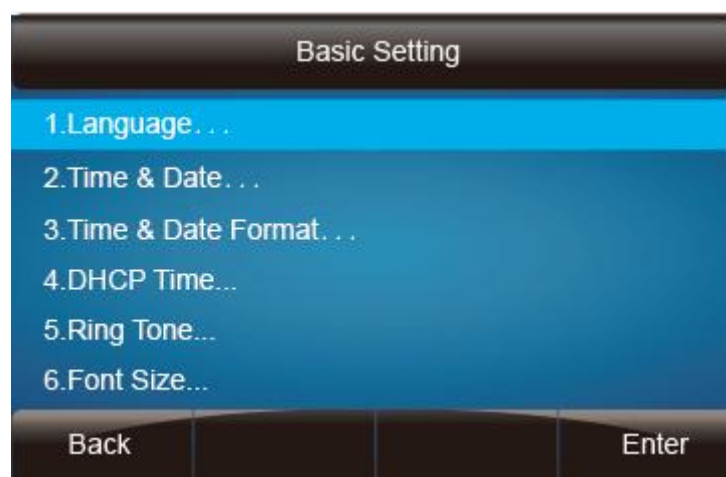 Basic Setting
1.Language. . .
2.Time & Date. . .
3.Time & Date Format. . .
4.DHCP Time...
5.Ring Tone...
6.Font Size...
Back Enter